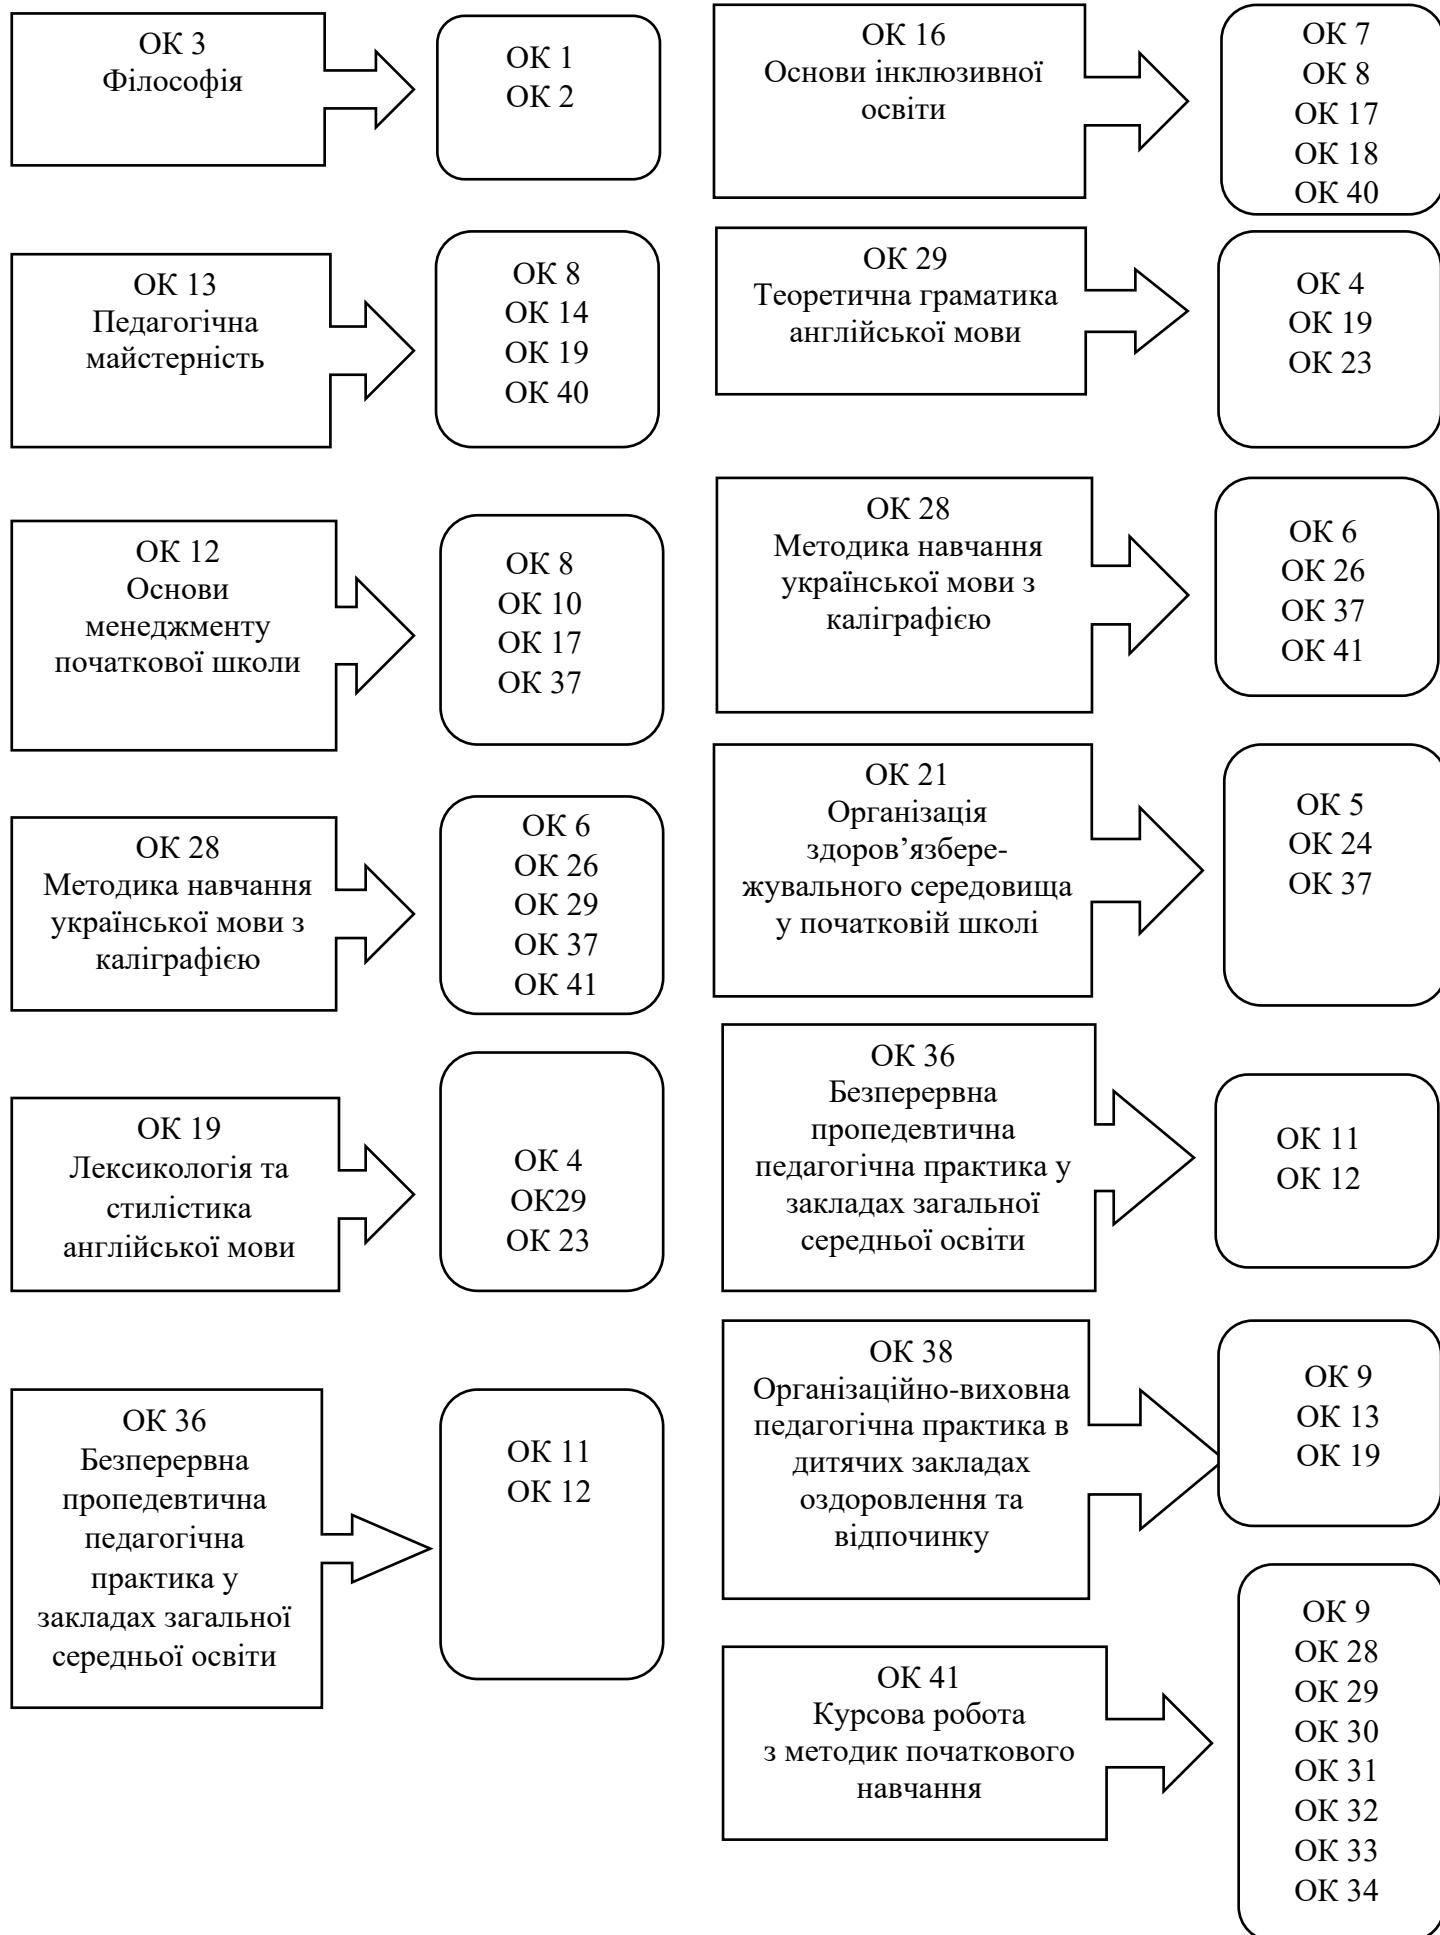 ОК 3
Філософія
ОК 1
ОК 2
ОК 13
Педагогічна
майстерність
ОК 8
ОК 14
ОК 19
ОК 40
ОК 12
Основи
менеджменту
початкової школи
ОК 8
ОК 10
ОК 17
ОК 37
ОК 28
Методика навчання
української мови з
каліграфією
ОК 6
ОК 26
ОК 29
ОК 37
ОК 41
ОК 19
Лексикологія та
стилістика
англійської мови
ОК 4
ОК29
ОК 23
ОК 36
Безперервна
пропедевтична
педагогічна
практика у
закладах загальної
середньої освіти
ОК 11
ОК 12
ОК 16
Основи інклюзивної
освіти
ОК 7
ОК 8
ОК 17
ОК 18
ОК 40
ОК 29
Теоретична граматика
англійської мови
ОК 4
ОК 19
ОК 23
ОК 28
Методика навчання
української мови з
каліграфією
ОК 6
ОК 26
ОК 37
ОК 41
ОК 21
Організація
здоров’язбере-
жувального середовища
у початковій школі
ОК 5
ОК 24
ОК 37
ОК 36
Безперервна
пропедевтична
педагогічна практика у
закладах загальної
середньої освіти
ОК 11
ОК 12
ОК 38
Організаційно-виховна
педагогічна практика в
дитячих закладах
оздоровлення та
відпочинку
ОК 9
ОК 13
ОК 19
ОК 41
Курсова робота
з методик початкового
навчання
ОК 9
ОК 28
ОК 29
ОК 30
ОК 31
ОК 32
ОК 33
ОК 34